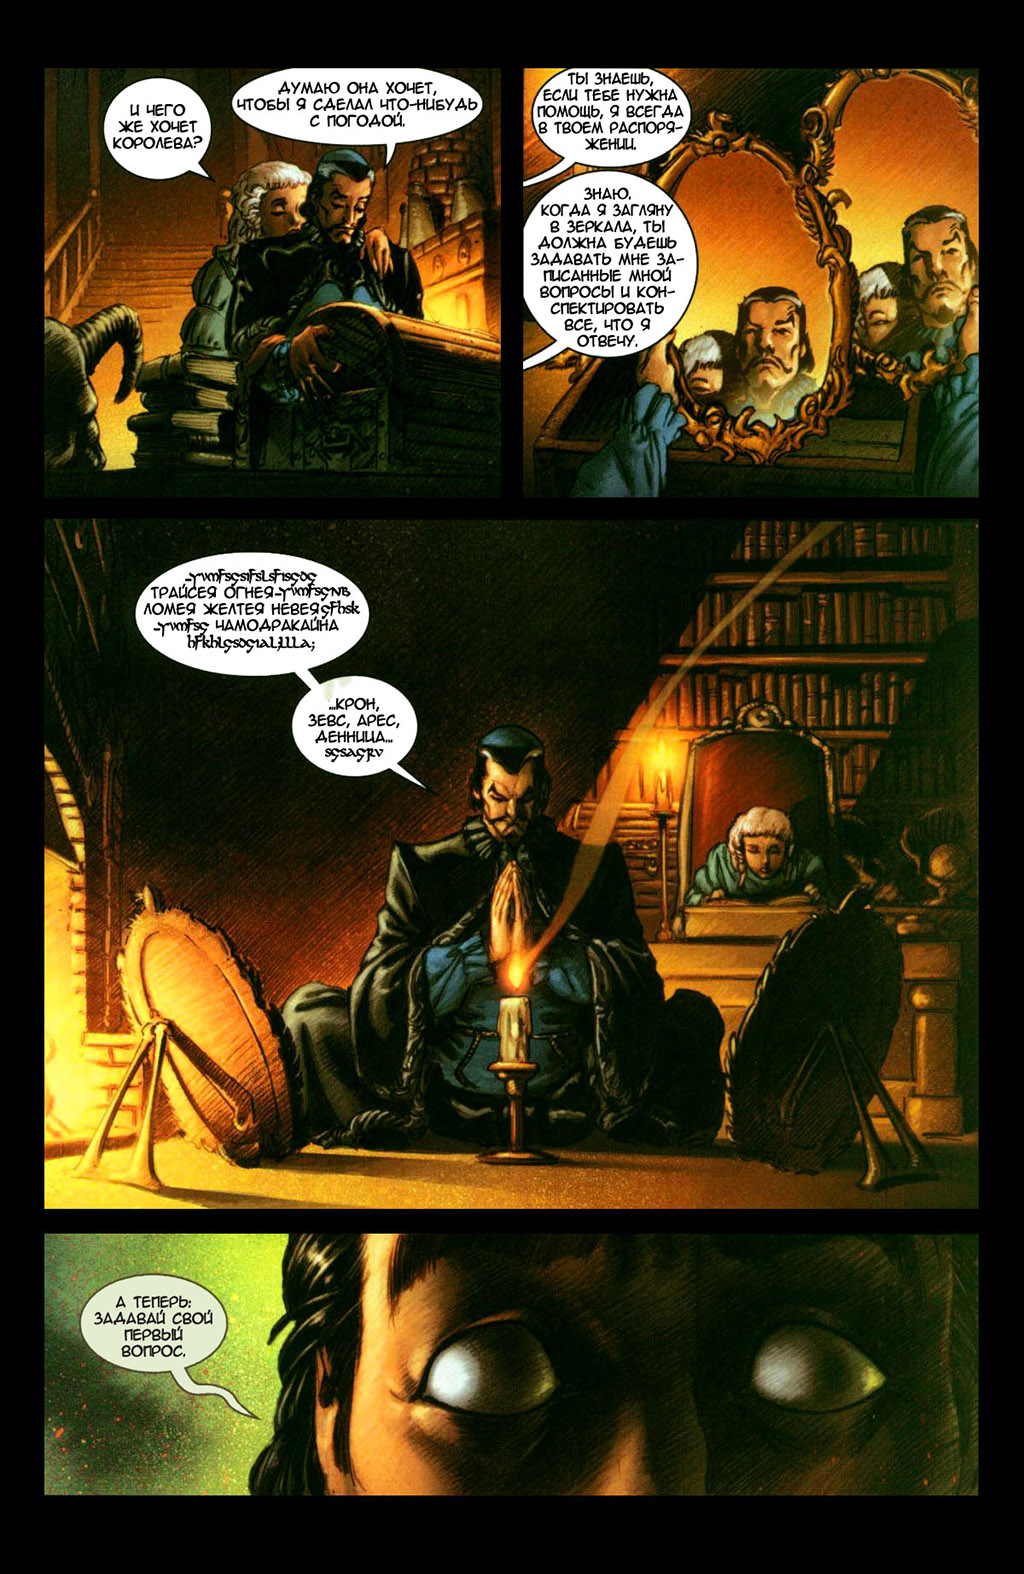 И ЧЕГО
ЖЕ ХОЧЕТ
КОРОЛЕВА?
ДУМАЮ ОНА ХОЧЕТ,
ЧТОБЫ Я СДЕЛАЛ ЧТО-НИБУДЬ
С ПОГОДОЙ.
ТЫ ЗНАЕШЬ,
ЕСЛИ ТЕБЕ НУЖНА
ПОМОЩЬ, Я ВСЕГДА
В ТВОЕМ РАСПОРЯ-
ЖЕНИИ.
ЗНАЮ.
КОГДА Я ЗАГЛЯНУ
В ЗЕРКАЛА, ТЫ
ДОЛЖНА БУДЕШЬ
ЗАДАВАТЬ МНЕ ЗА-
ПИСАННЫЕ МНОЙ
ВОПРОСЫ И КОН-
СПЕКТИРОВАТЬ
ВСЕ, ЧТО Я
ОТВЕЧУ.
ТРАЙСЕЯ ОГНЕЯ
ЛОМЕЯ ЖЕЛТЕЯ НЕВЕЯ
ЧАМОДРАКАЙНА
...КРОН,
ЗЕВС, АРЕС,
ДЕННИЦА...
А ТЕПЕРЬ:
ЗАДАВАЙ СВОЙ
ПЕРВЫЙ
ВОПРОС.